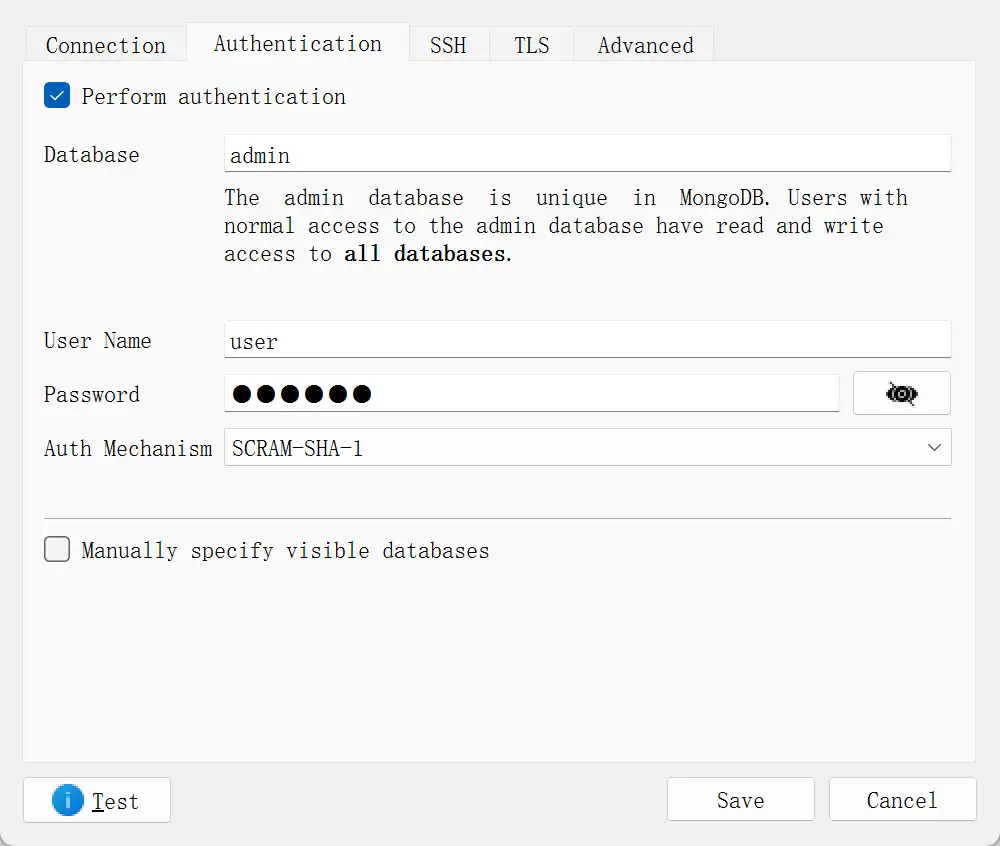 Connection Authentication SSH TLS Advanced
Perform authentication
Database admin
The admin database is unique in MongoDB. Users with
normal access to the admin database have read and write
access to all databases.
User Name user
Password ●●●●●●
Auth Mechanism SCRAM-SHA-1
Manually specify visible databases
Test Save Cancel